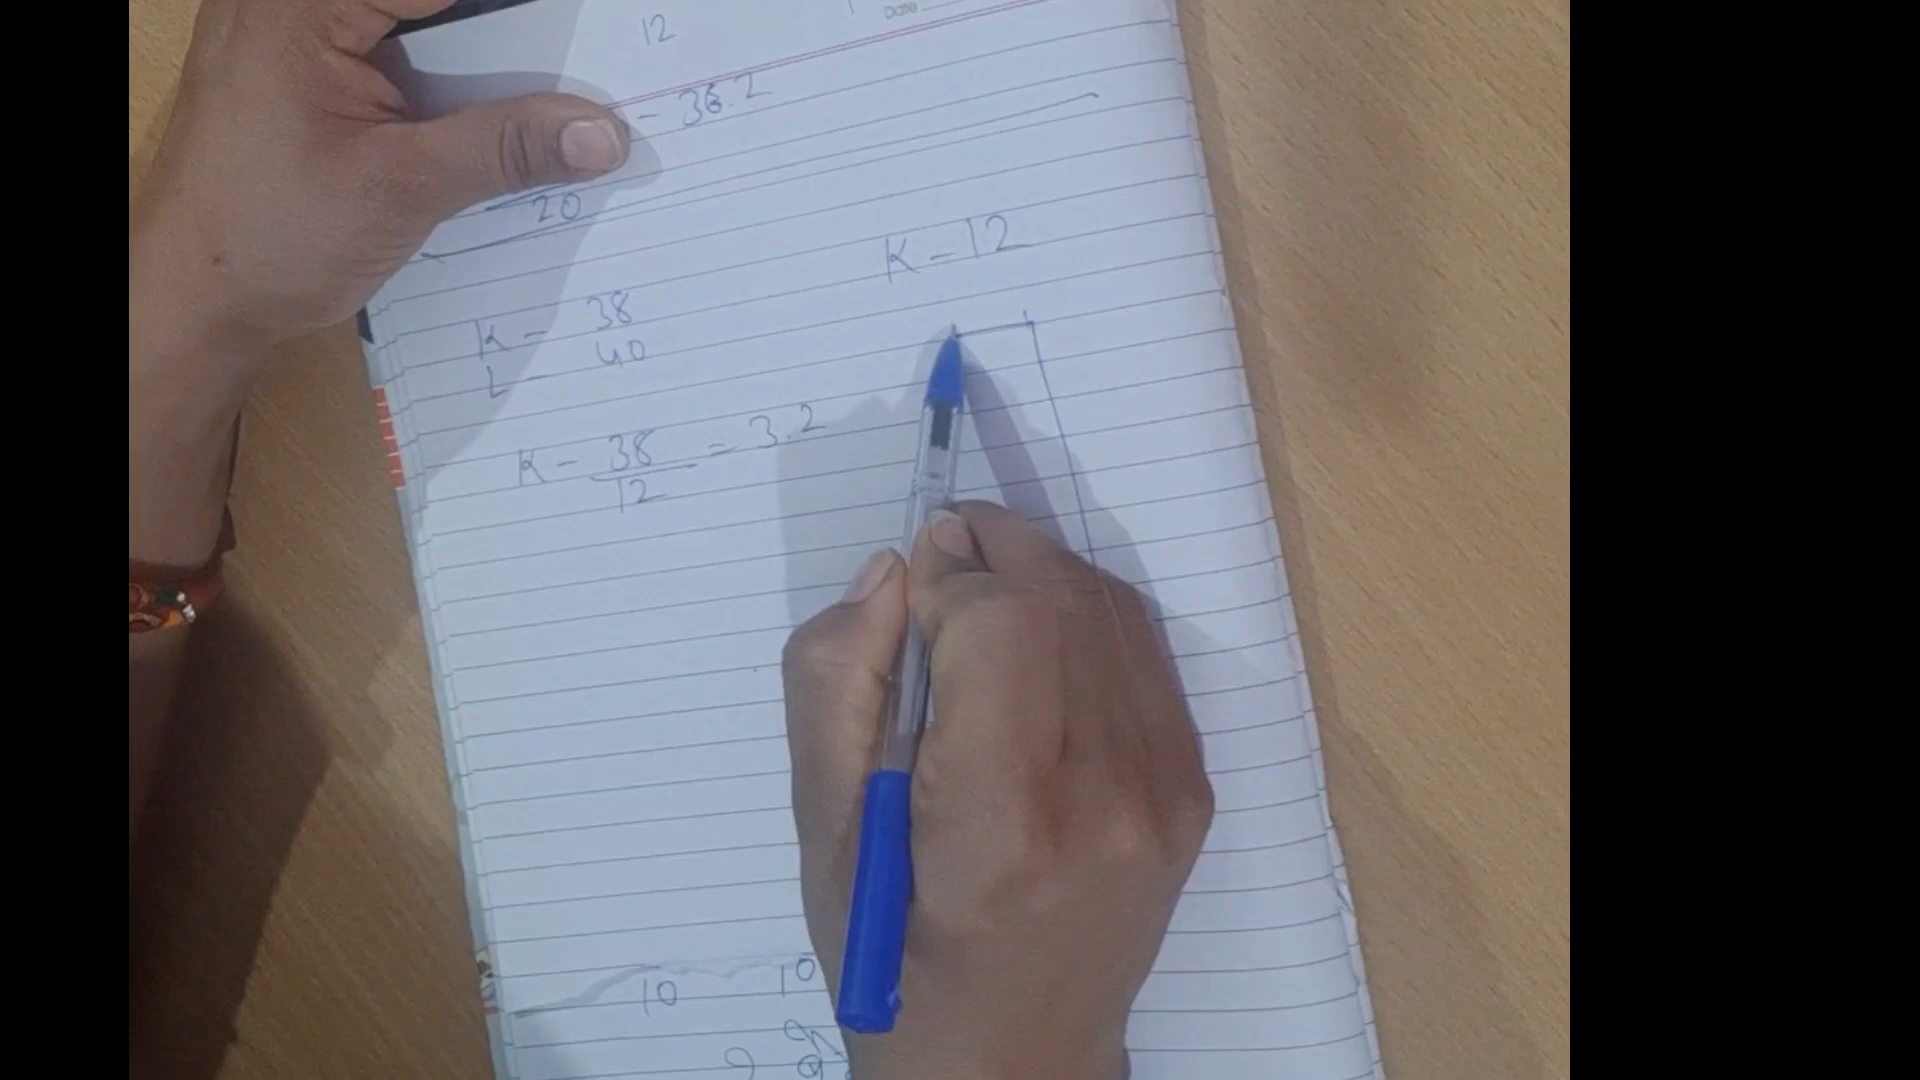 12
Date
- 36.2
20
K - 12
K - 38
L - 40
K - 38/12 = 3.2
10 10